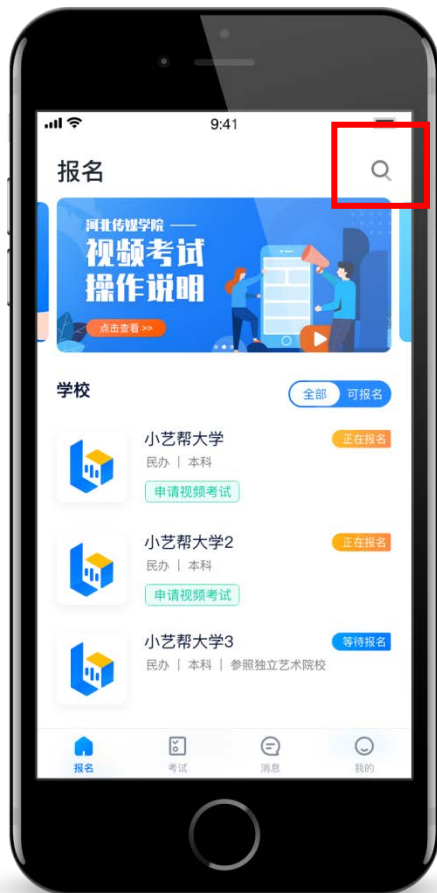 9:41
报名
河北传媒学院
视频考试
操作说明
点击查看 >>
学校
全部 可报名
小艺帮大学 正在报名
民办 | 本科
申请视频考试
小艺帮大学2 正在报名
民办 | 本科
申请视频考试
小艺帮大学3 等待报名
民办 | 本科 | 参照独立艺术院校
报名 考试 消息 我的